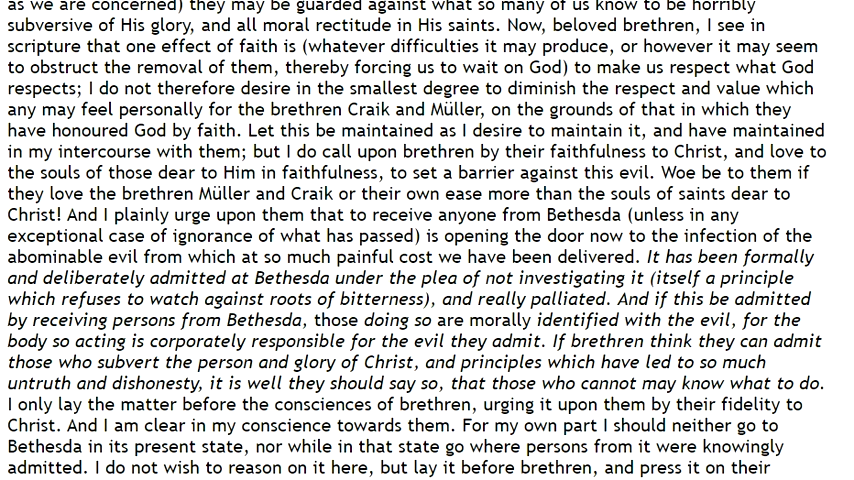 as we are concerned) they may be guarded against what so many of us know to be horribly
subversive of His glory, and all moral rectitude in His saints. Now, beloved brethren, I see in
scripture that one effect of faith is (whatever difficulties it may produce, or however it may seem
to obstruct the removal of them, thereby forcing us to wait on God) to make us respect what God
respects; I do not therefore desire in the smallest degree to diminish the respect and value which
any may feel personally for the brethren Craik and Müller, on the grounds of that in which they
have honoured God by faith. Let this be maintained as I desire to maintain it, and have maintained
in my intercourse with them; but I do call upon brethren by their faithfulness to Christ, and love to
the souls of those dear to Him in faithfulness, to set a barrier against this evil. Woe be to them if
they love the brethren Müller and Craik or their own ease more than the souls of saints dear to
Christ! And I plainly urge upon them that to receive anyone from Bethesda (unless in any
exceptional case of ignorance of what has passed) is opening the door now to the infection of the
abominable evil from which at so much painful cost we have been delivered. It has been formally
and deliberately admitted at Bethesda under the plea of not investigating it (itself a principle
which refuses to watch against roots of bitterness), and really palliated. And if this be admitted
by receiving persons from Bethesda, those doing so are morally identified with the evil, for the
body so acting is corporately responsible for the evil they admit. If brethren think they can admit
those who subvert the person and glory of Christ, and principles which have led to so much
untruth and dishonesty, it is well they should say so, that those who cannot may know what to do.
I only lay the matter before the consciences of brethren, urging it upon them by their fidelity to
Christ. And I am clear in my conscience towards them. For my own part I should neither go to
Bethesda in its present state, nor while in that state go where persons from it were knowingly
admitted. I do not wish to reason on it here, but lay it before brethren, and press it on their